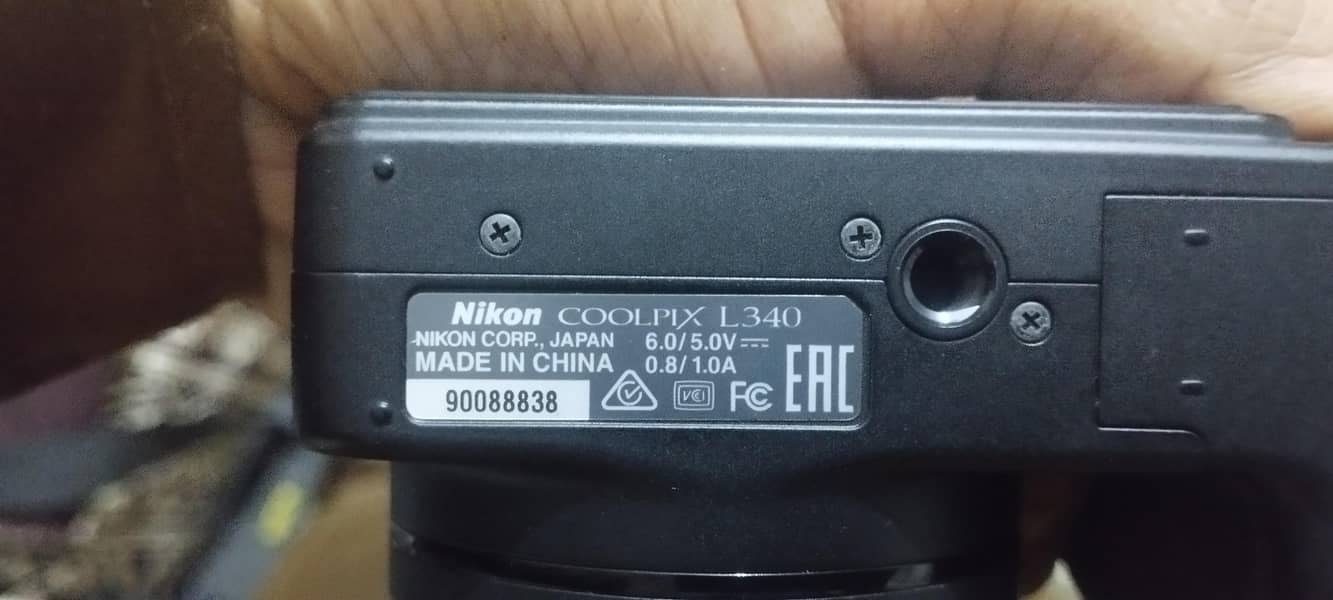 Nikon COOLPIX L340
NIKON CORP., JAPAN 6.0/5.0V⎓
MADE IN CHINA 0.8/1.0A
90088838 VCI FC EAC